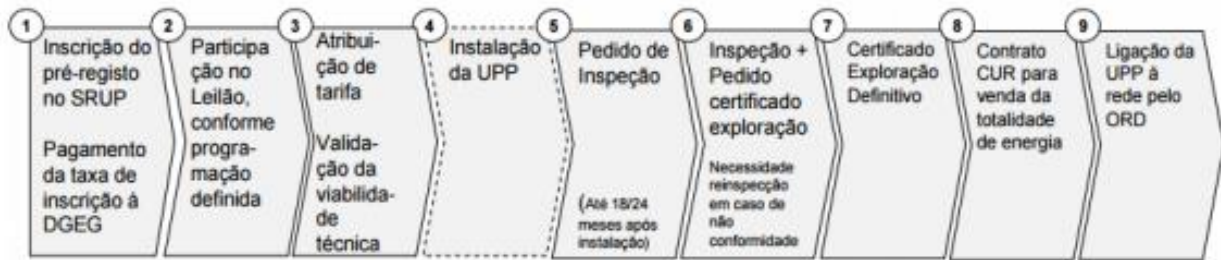 1
Inscrição do
pré-registo
no SRUP
Pagamento
da taxa de
inscrição à
DGEG
2
Participa
ção no
Leilão,
conforme
progra-
mação
definida
3
Atribui-
ção de
tarifa
Valida-
ção da
viabilida-
de
técnica
4
Instalação
da UPP
5
Pedido de
Inspeção
(Até 18/24
meses após
instalação)
6
Inspeção +
Pedido
certificado
exploração
Necessidade
reinspecção
em caso de
não
conformidade
7
Certificado
Exploração
Definitivo
8
Contrato
CUR para
venda da
totalidade
de energia
9
Ligação da
UPP à
rede pelo
ORD